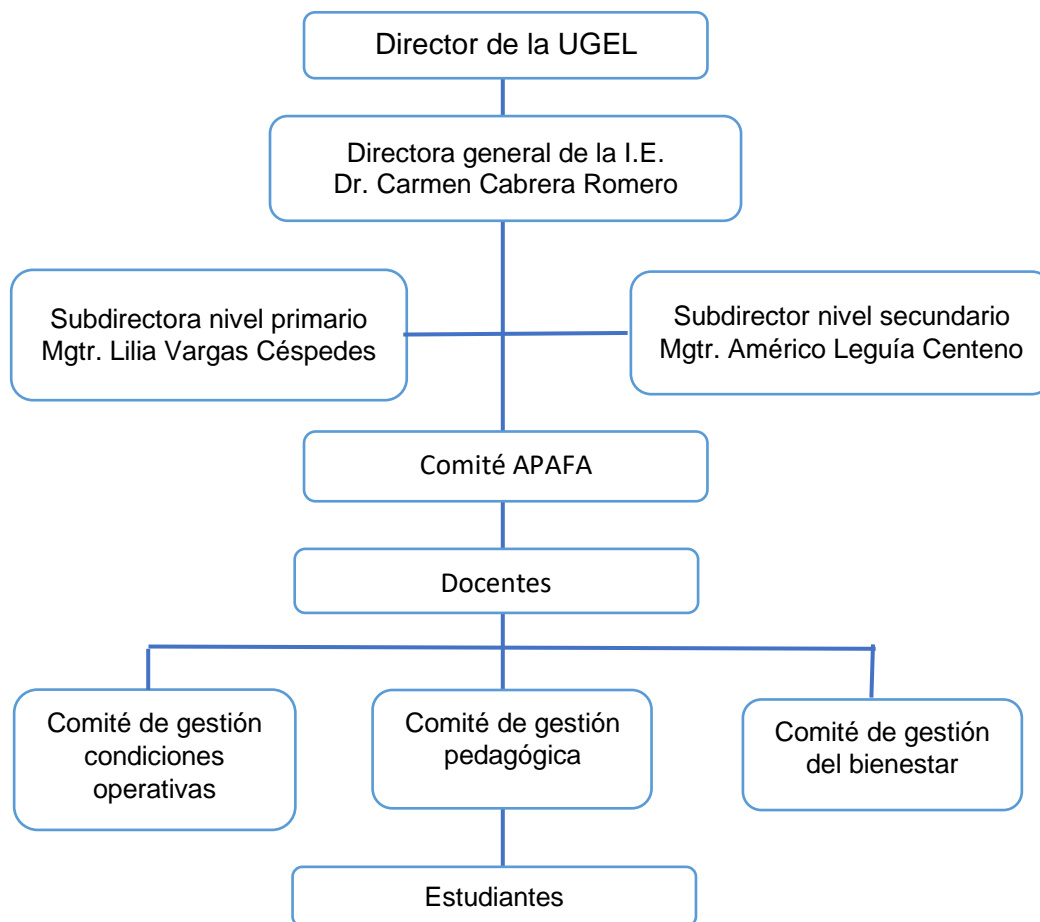 Director de la UGEL
Directora general de la I.E.
Dr. Carmen Cabrera Romero
Subdirectora nivel primario
Mgtr. Lilia Vargas Céspedes
Subdirector nivel secundario
Mgtr. Américo Leguía Centeno
Comité APAFA
Docentes
Comité de gestión
condiciones
operativas
Comité de gestión
pedagógica
Comité de gestión
del bienestar
Estudiantes